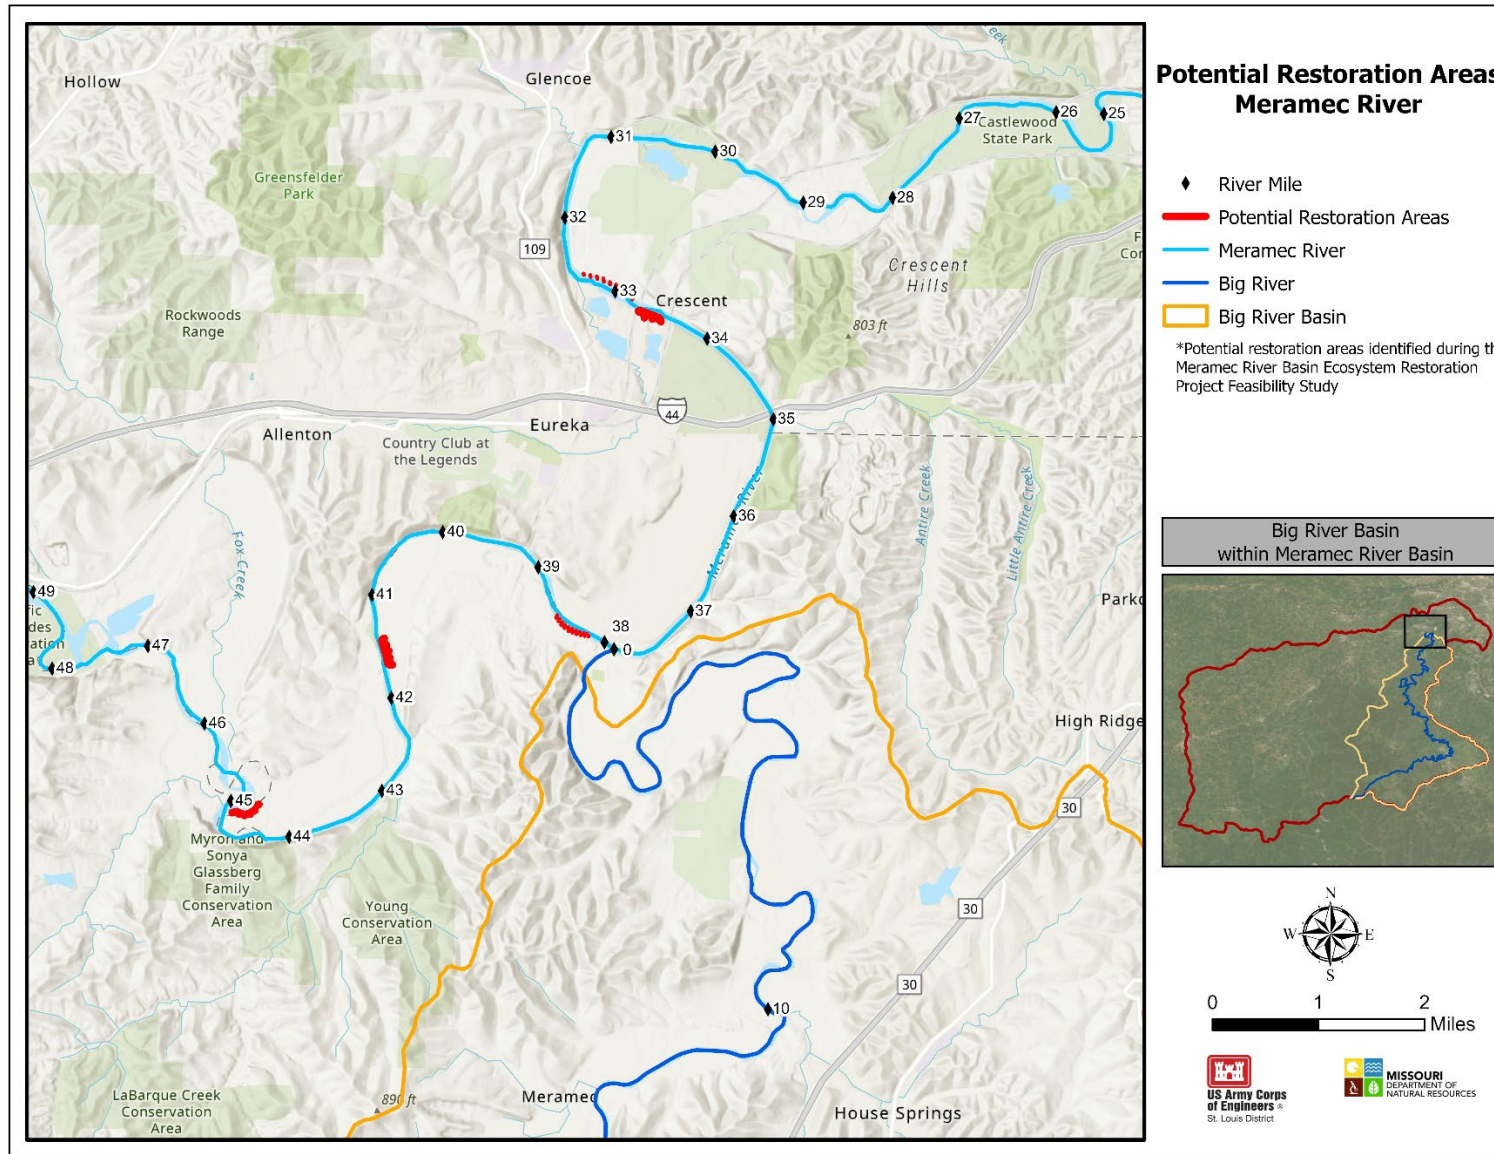 Potential Restoration Areas
Meramec River
River Mile
Potential Restoration Areas
Meramec River
Big River
Big River Basin
*Potential restoration areas identified during th
Meramec River Basin Ecosystem Restoration
Project Feasibility Study
Big River Basin
within Meramec River Basin
N
W
E
S
0
1
2
Miles
US Army Corps
of Engineers ®
St. Louis District
MISSOURI
DEPARTMENT OF
NATURAL RESOURCES
Hollow
Glencoe
Creek
31
30
27
26
25
Castlewood
State Park
Greensfelder
Park
29
28
32
109
33
Crescent
Crescent
Hills
F
Cor
Rockwoods
Range
34
803 ft
44
35
Allenton
Eureka
Country Club at
the Legends
Meramec River
36
Antire Creek
Little Antire Creek
Fox Creek
40
39
41
49
fic
des
ation
a
48
47
38
0
37
Parkd
42
46
High Ridge
45
43
44
30
Myron and
Sonya
Glassberg
Family
Conservation
Area
Young
Conservation
Area
30
30
10
LaBarque Creek
Conservation
Area
890 ft
Meramec
House Springs